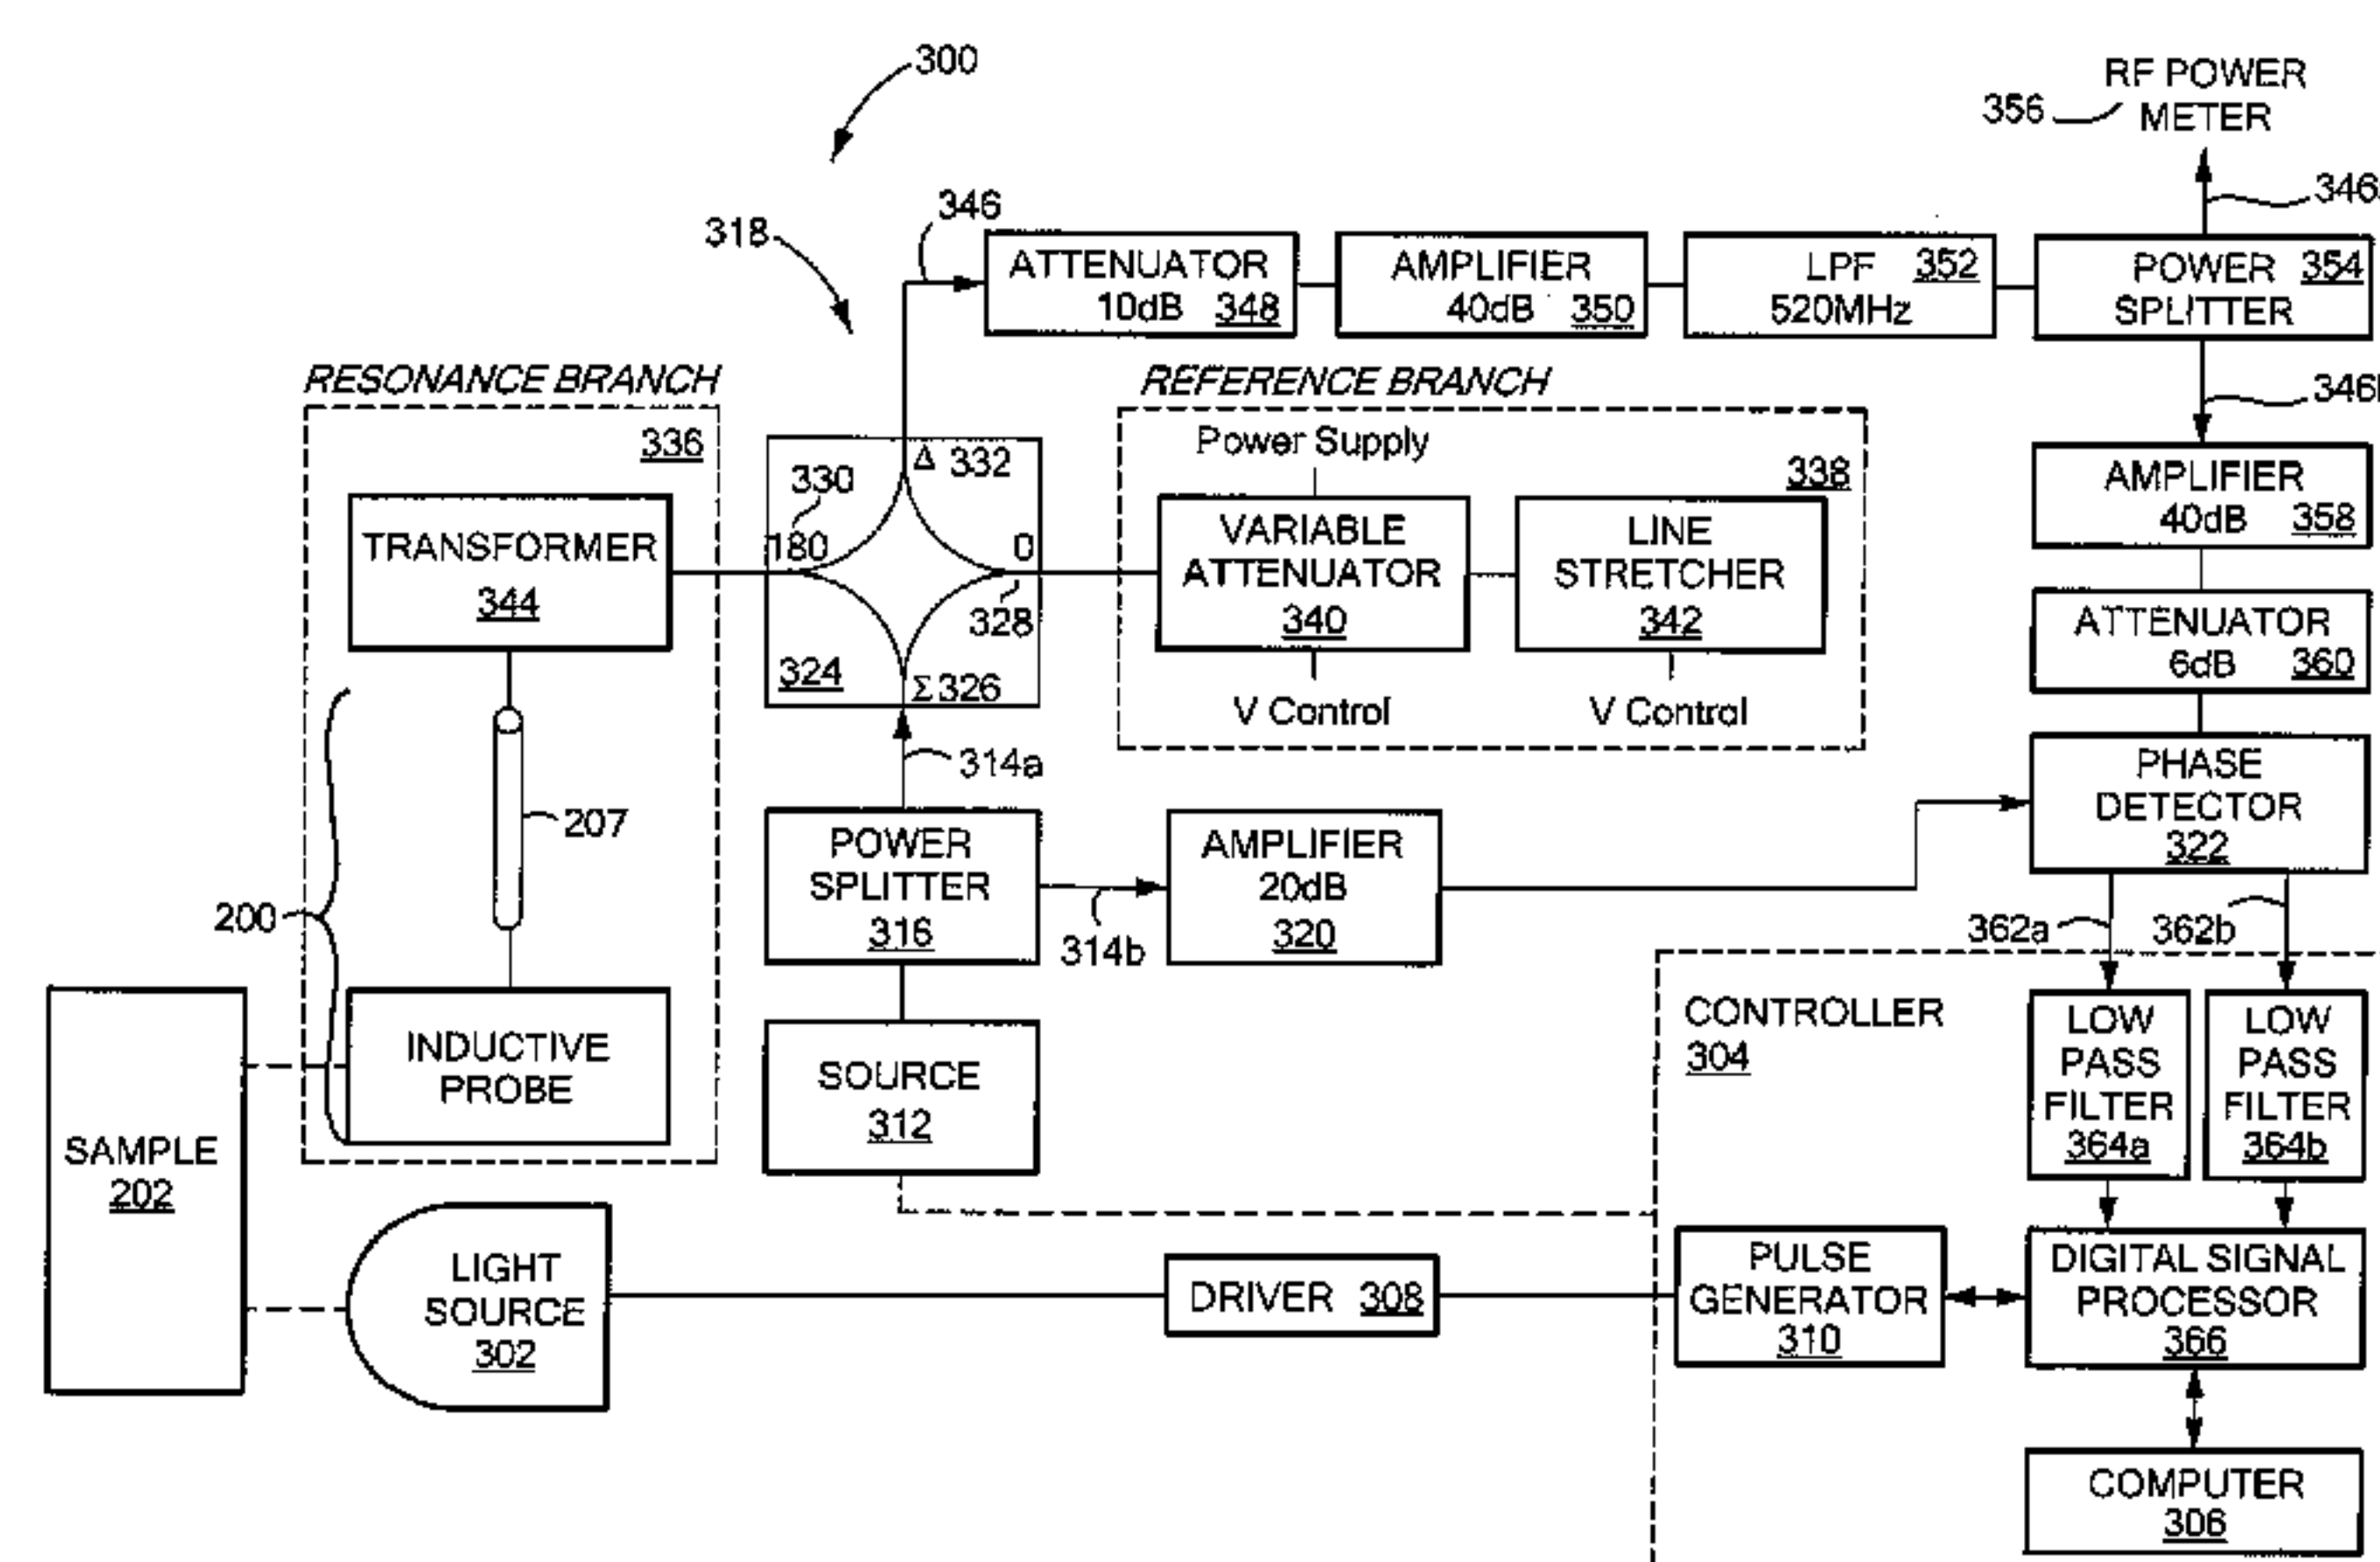 300
RF POWER
METER
356
346
318
346
ATTENUATOR
10dB 348
AMPLIFIER
40dB 350
LPF 352
520MHz
POWER 354
SPLITTER
RESONANCE BRANCH
336
TRANSFORMER
344
207
200
INDUCTIVE
PROBE
SAMPLE
202
Δ 332
330
180
0
328
324
Σ 326
REFERENCE BRANCH
Power Supply
338
VARIABLE
ATTENUATOR
340
LINE
STRETCHER
342
V Control
V Control
346
AMPLIFIER
40dB 358
ATTENUATOR
6dB 360
PHASE
DETECTOR
322
314a
POWER
SPLITTER
316
314b
AMPLIFIER
20dB
320
362a
362b
SOURCE
312
CONTROLLER
304
LOW
PASS
FILTER
364a
LOW
PASS
FILTER
364b
LIGHT
SOURCE
302
DRIVER 308
PULSE
GENERATOR
310
DIGITAL SIGNAL
PROCESSOR
366
COMPUTER
306